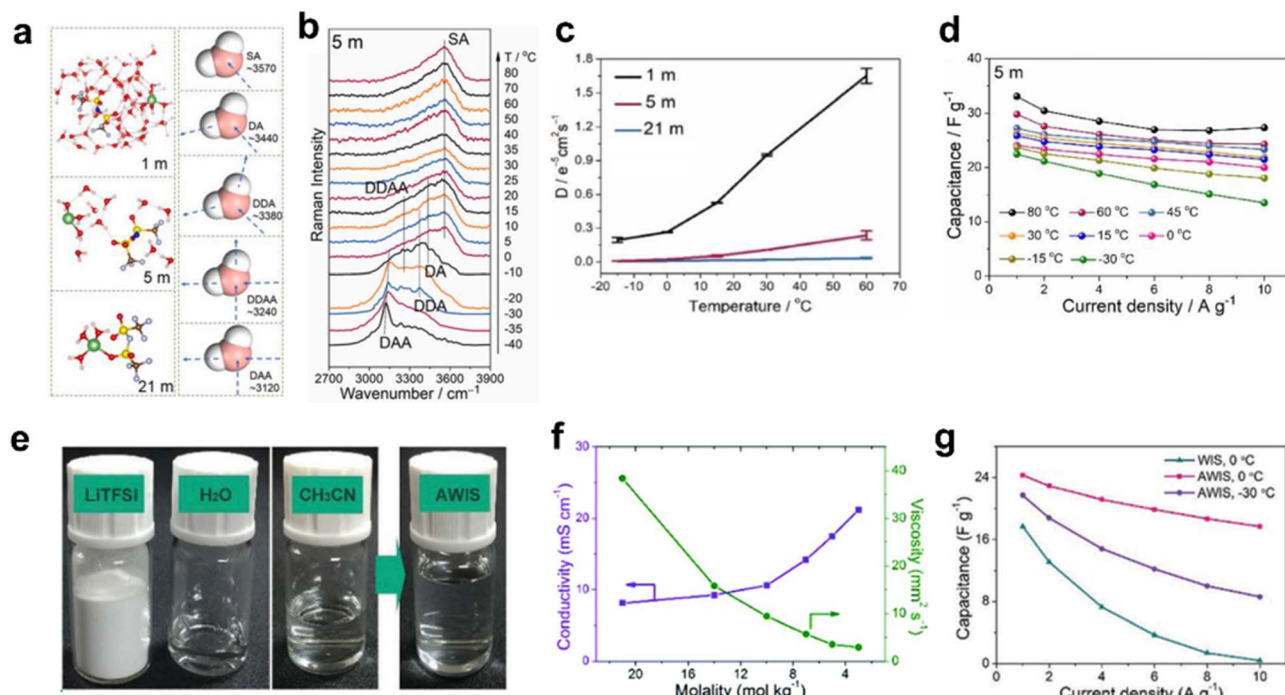 a
SA
~3570
DA
~3440
1 m
DDA
~3380
5 m
DDAA
~3240
DAA
~3120
21 m
b
5 m
SA
T / °C
80
70
60
55
50
45
35
30
25
20
15
10
5
0
-10
-20
-30
-35
-40
DDAA
DA
DDA
DAA
Raman Intensity
2700 3100 3500 3900
Wavenumber / cm⁻¹
c
1 m
5 m
21 m
D / e⁻⁵ cm² s⁻¹
1.8
1.5
1.2
0.9
0.6
0.3
0.0
-20 -10 0 10 20 30 40 50 60 70
Temperature / °C
d
5 m
Capacitance / F g⁻¹
40
30
20
10
0
80 °C 60 °C 45 °C
30 °C 15 °C 0 °C
-15 °C -30 °C
0 2 4 6 8 10
Current density / A g⁻¹
e
LiTFSI
H₂O
CH₃CN
AWIS
f
Conductivity (mS cm⁻¹)
30
20
10
0
Viscosity (mm² s⁻¹)
40
30
20
10
0
20 16 12 8 4
Molality (mol kg⁻¹)
g
WIS, 0 °C
AWIS, 0 °C
AWIS, -30 °C
Capacitance (F g⁻¹)
24
16
8
0
0 2 4 6 8 10
Current density (A g⁻¹)